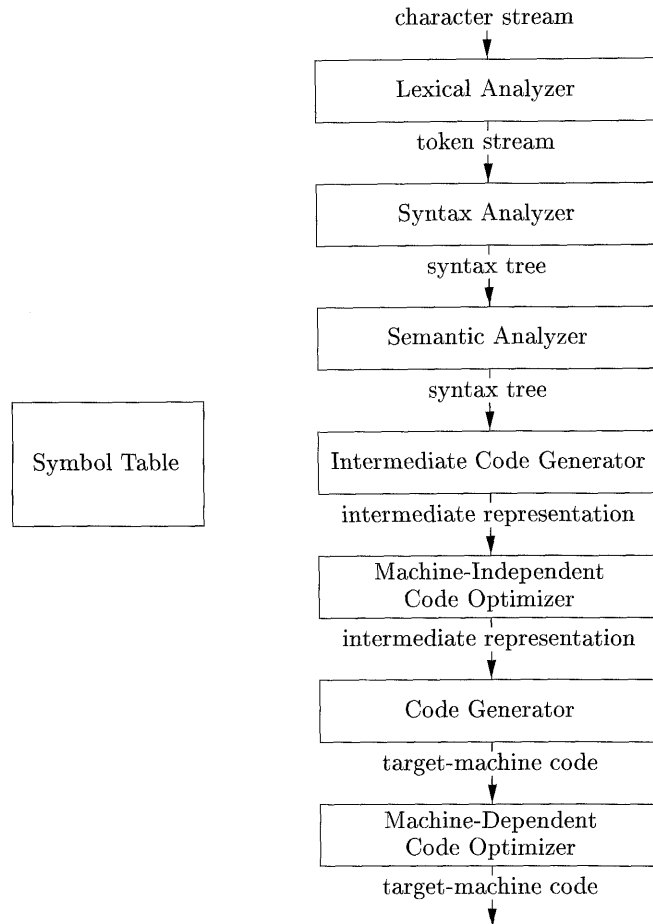 character stream
Lexical Analyzer
token stream
Syntax Analyzer
syntax tree
Semantic Analyzer
syntax tree
Symbol Table
Intermediate Code Generator
intermediate representation
Machine-Independent
Code Optimizer
intermediate representation
Code Generator
target-machine code
Machine-Dependent
Code Optimizer
target-machine code